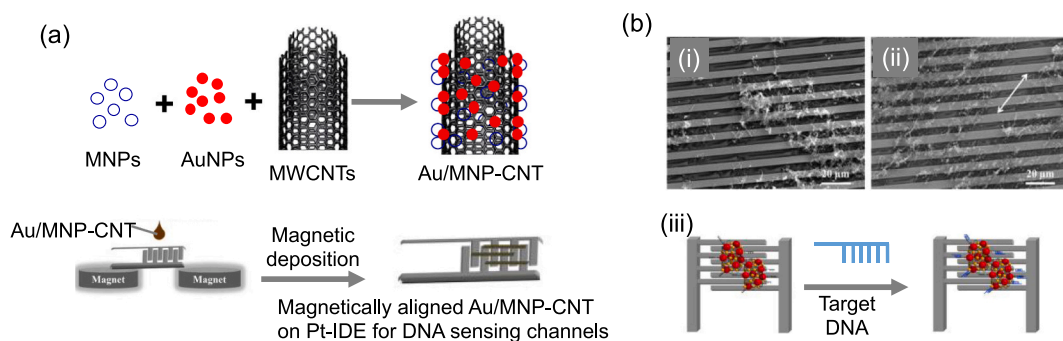 (a)
MNPs
AuNPs
MWCNTs
Au/MNP-CNT
Au/MNP-CNT
Magnet
Magnet
Magnetic
deposition
Magnetically aligned Au/MNP-CNT
on Pt-IDE for DNA sensing channels
(b)
(i)
20 μm
(ii)
20 μm
(iii)
Target
DNA